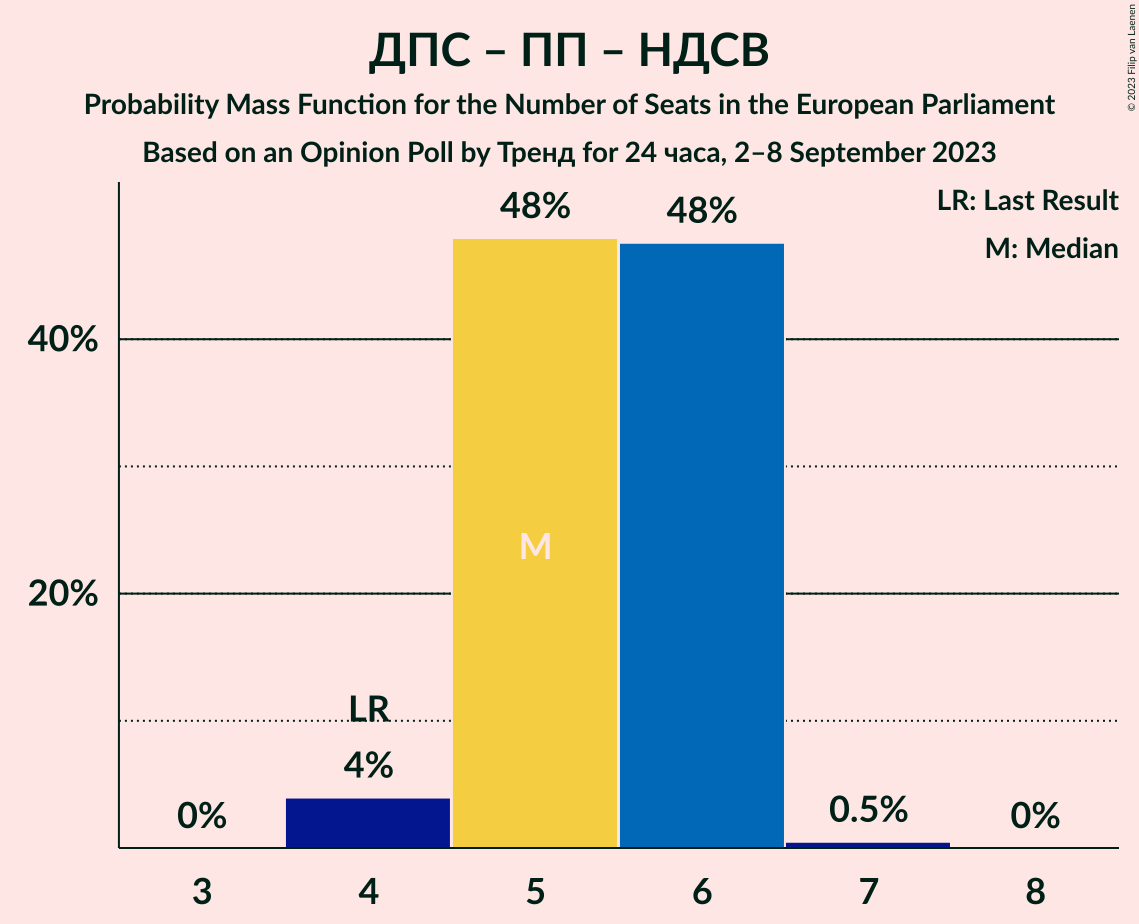 ДПС – ПП – НДСВ
Probability Mass Function for the Number of Seats in the European Parliament
Based on an Opinion Poll by Тренд for 24 часа, 2–8 September 2023
© 2023 Filip van Laenen
LR: Last Result
M: Median
48%
48%
40%
M
20%
LR
4%
0%
0.5%
0%
3
4
5
6
7
8